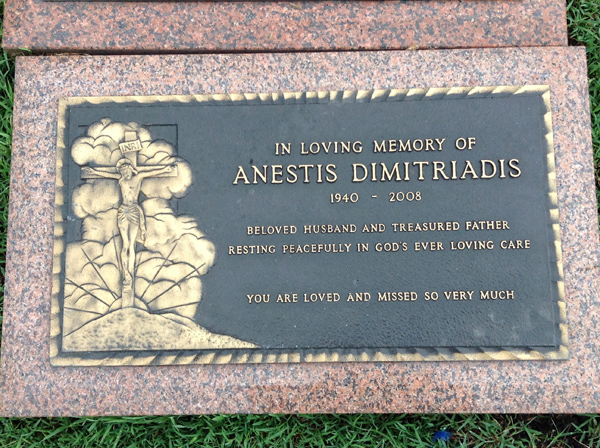 INRI
IN LOVING MEMORY OF
ANESTIS DIMITRIADIS
1940 - 2008
BELOVED HUSBAND AND TREASURED FATHER
RESTING PEACEFULLY IN GOD'S EVER LOVING CARE
YOU ARE LOVED AND MISSED SO VERY MUCH